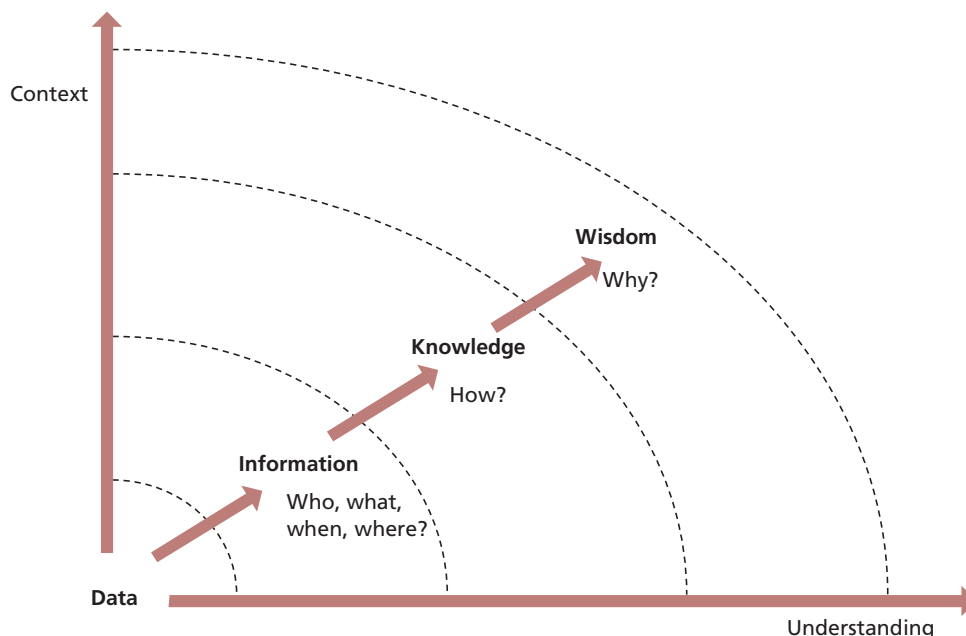 Context
Wisdom
Why?
Knowledge
How?
Information
Who, what,
when, where?
Data
Understanding